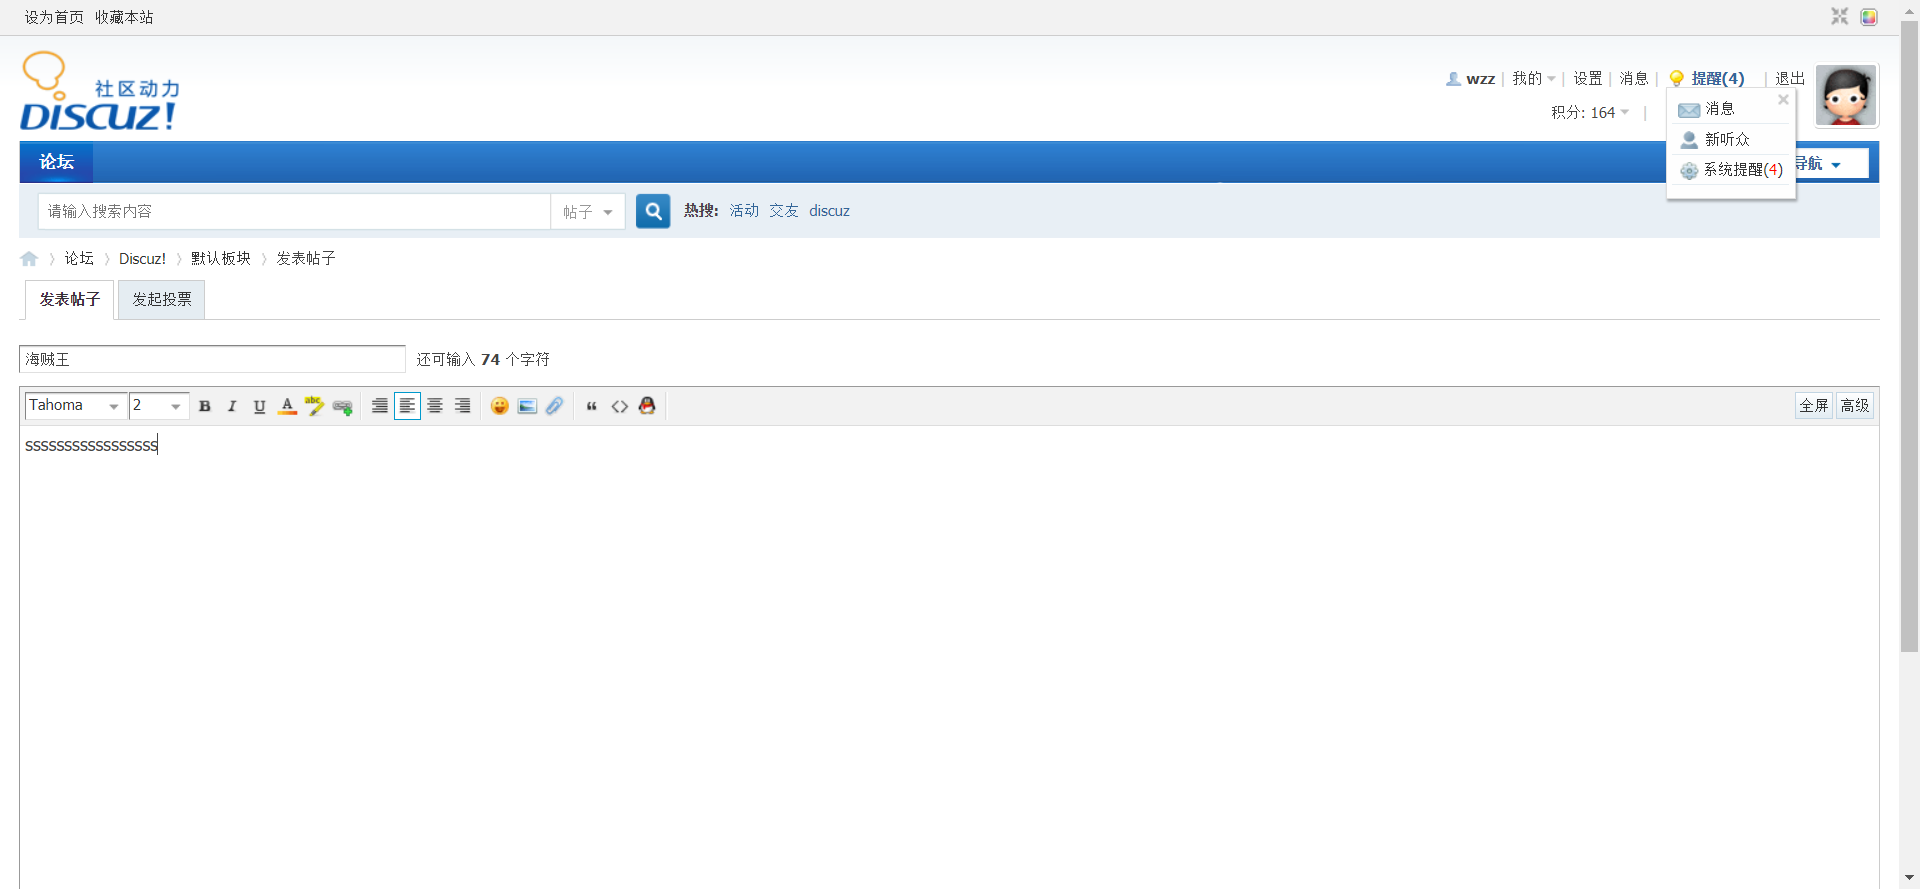 设为首页 收藏本站
社区动力
DISCUZ!
wzz | 我的 | 设置 | 消息 | 提醒(4) | 退出
积分: 164 |
消息
新听众
系统提醒(4)
论坛
导航
请输入搜索内容 帖子 热搜: 活动 交友 discuz
论坛 Discuz! 默认板块 发表帖子
发表帖子 发起投票
海贼王 还可输入 74 个字符
Tahoma 2 B I U A abc 全屏 高级
sssssssssssssssss